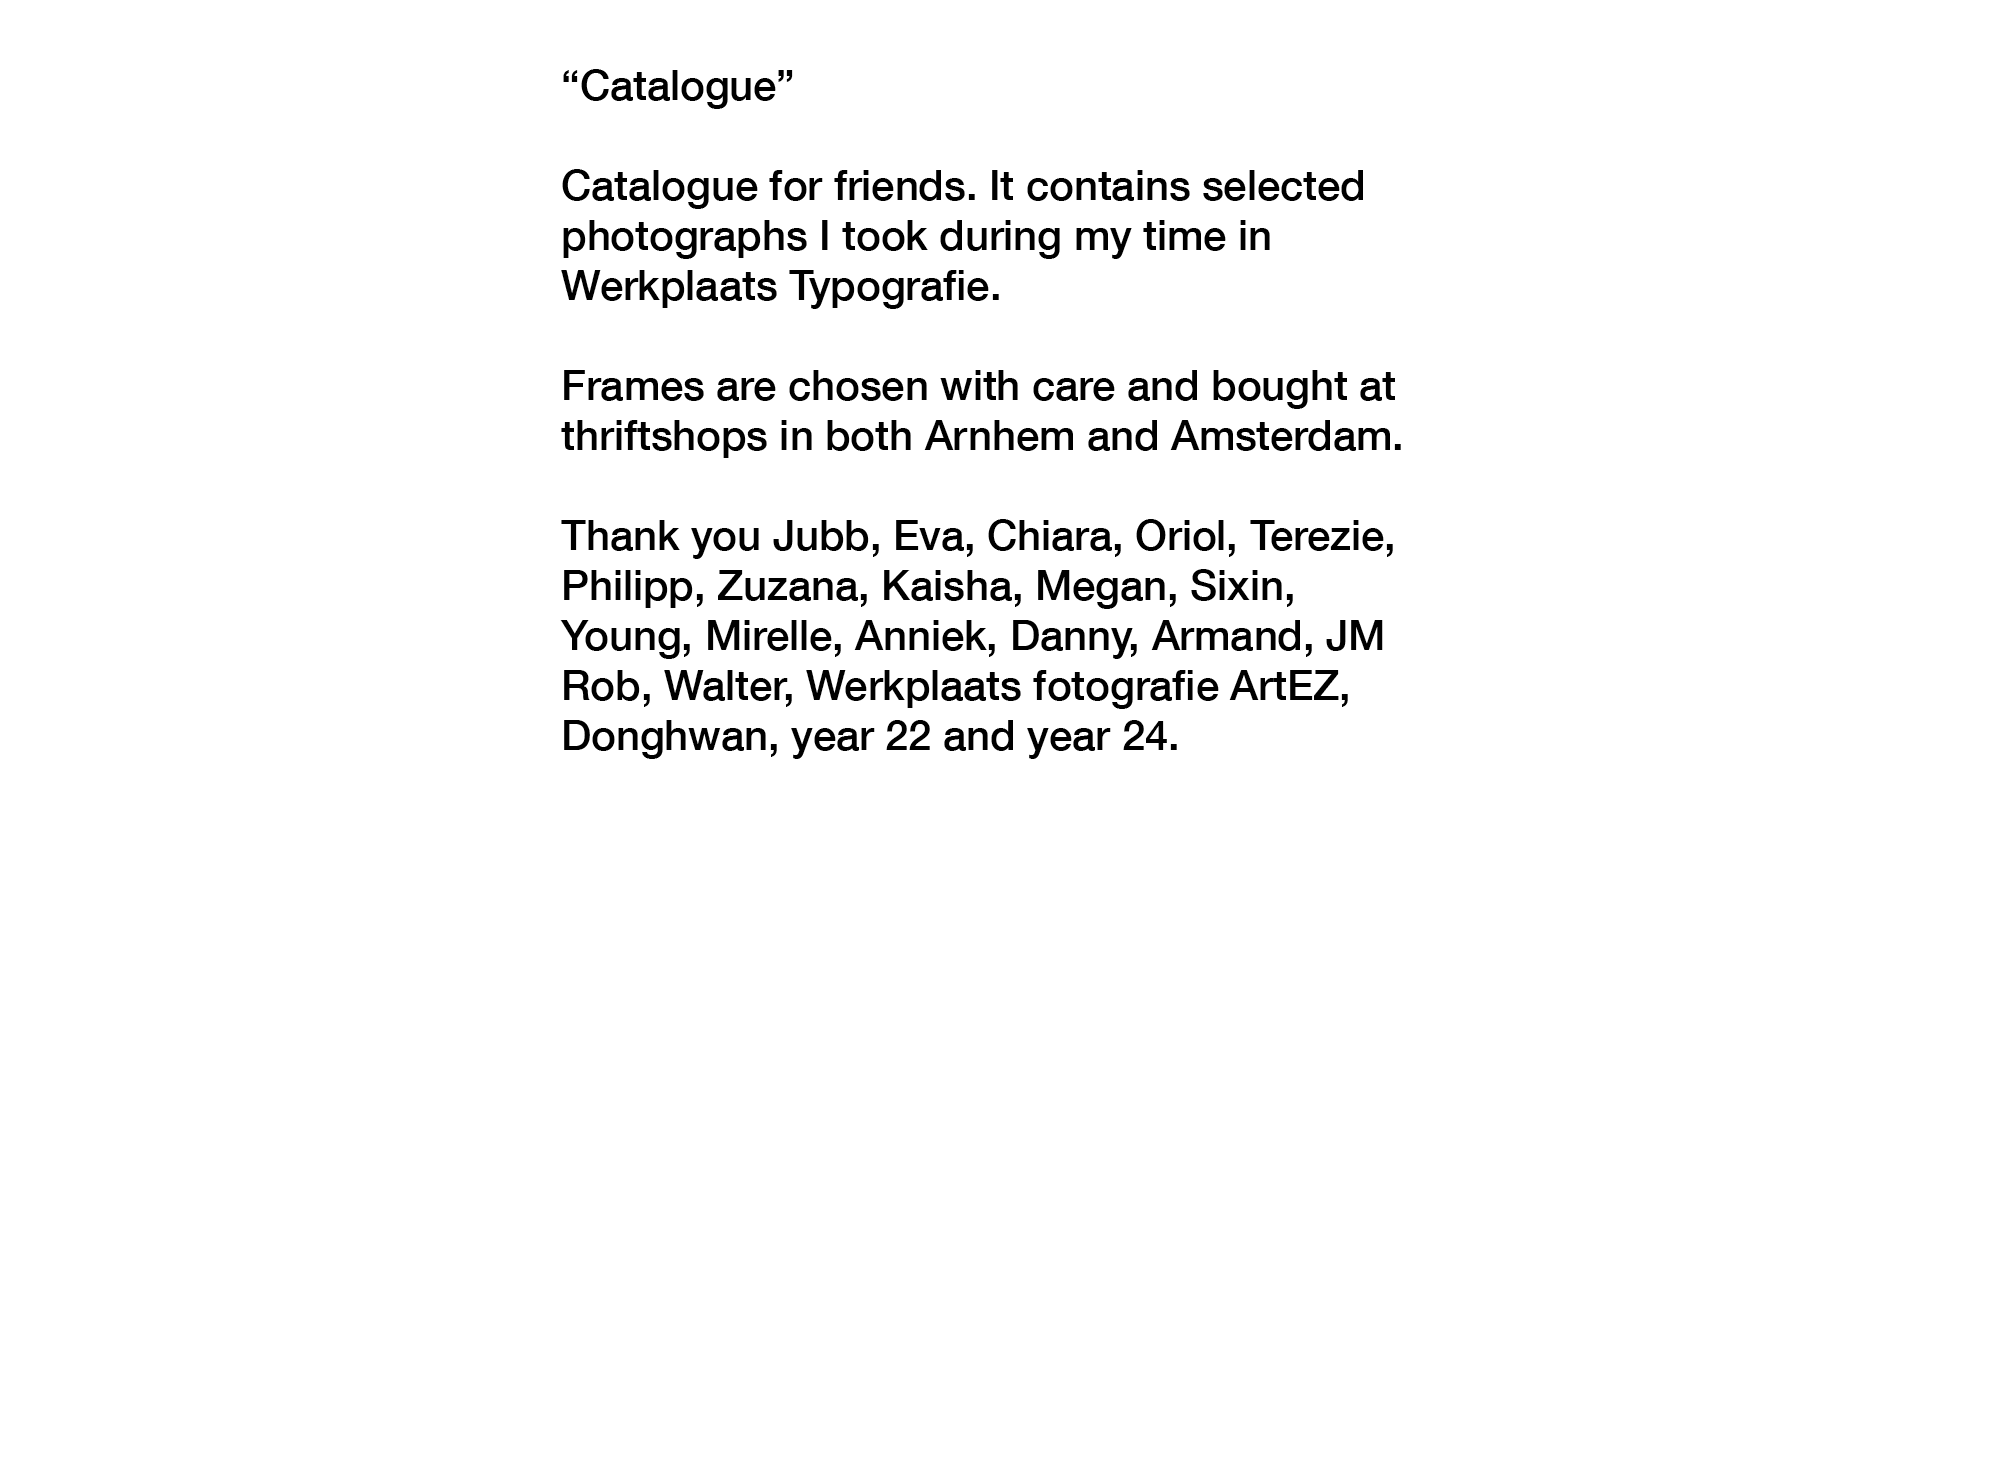 “Catalogue”
Catalogue for friends. It contains selected
photographs I took during my time in
Werkplaats Typografie.
Frames are chosen with care and bought at
thriftshops in both Arnhem and Amsterdam.
Thank you Jubb, Eva, Chiara, Oriol, Terezie,
Philipp, Zuzana, Kaisha, Megan, Sixin,
Young, Mirelle, Anniek, Danny, Armand, JM
Rob, Walter, Werkplaats fotografie ArtEZ,
Donghwan, year 22 and year 24.